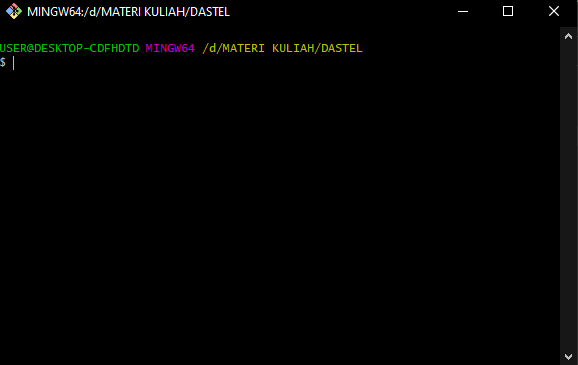 MINGW64:/d/MATERI KULIAH/DASTEL
USER@DESKTOP-CDFHDTD MINGW64 /d/MATERI KULIAH/DASTEL
$